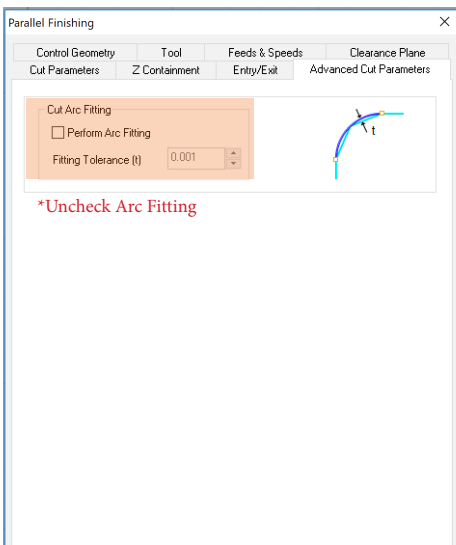 Parallel Finishing
Control Geometry Tool Feeds & Speeds Clearance Plane
Cut Parameters Z Containment Entry/Exit Advanced Cut Parameters
Cut Arc Fitting
Perform Arc Fitting
Fitting Tolerance (t) 0.001
t
*Uncheck Arc Fitting